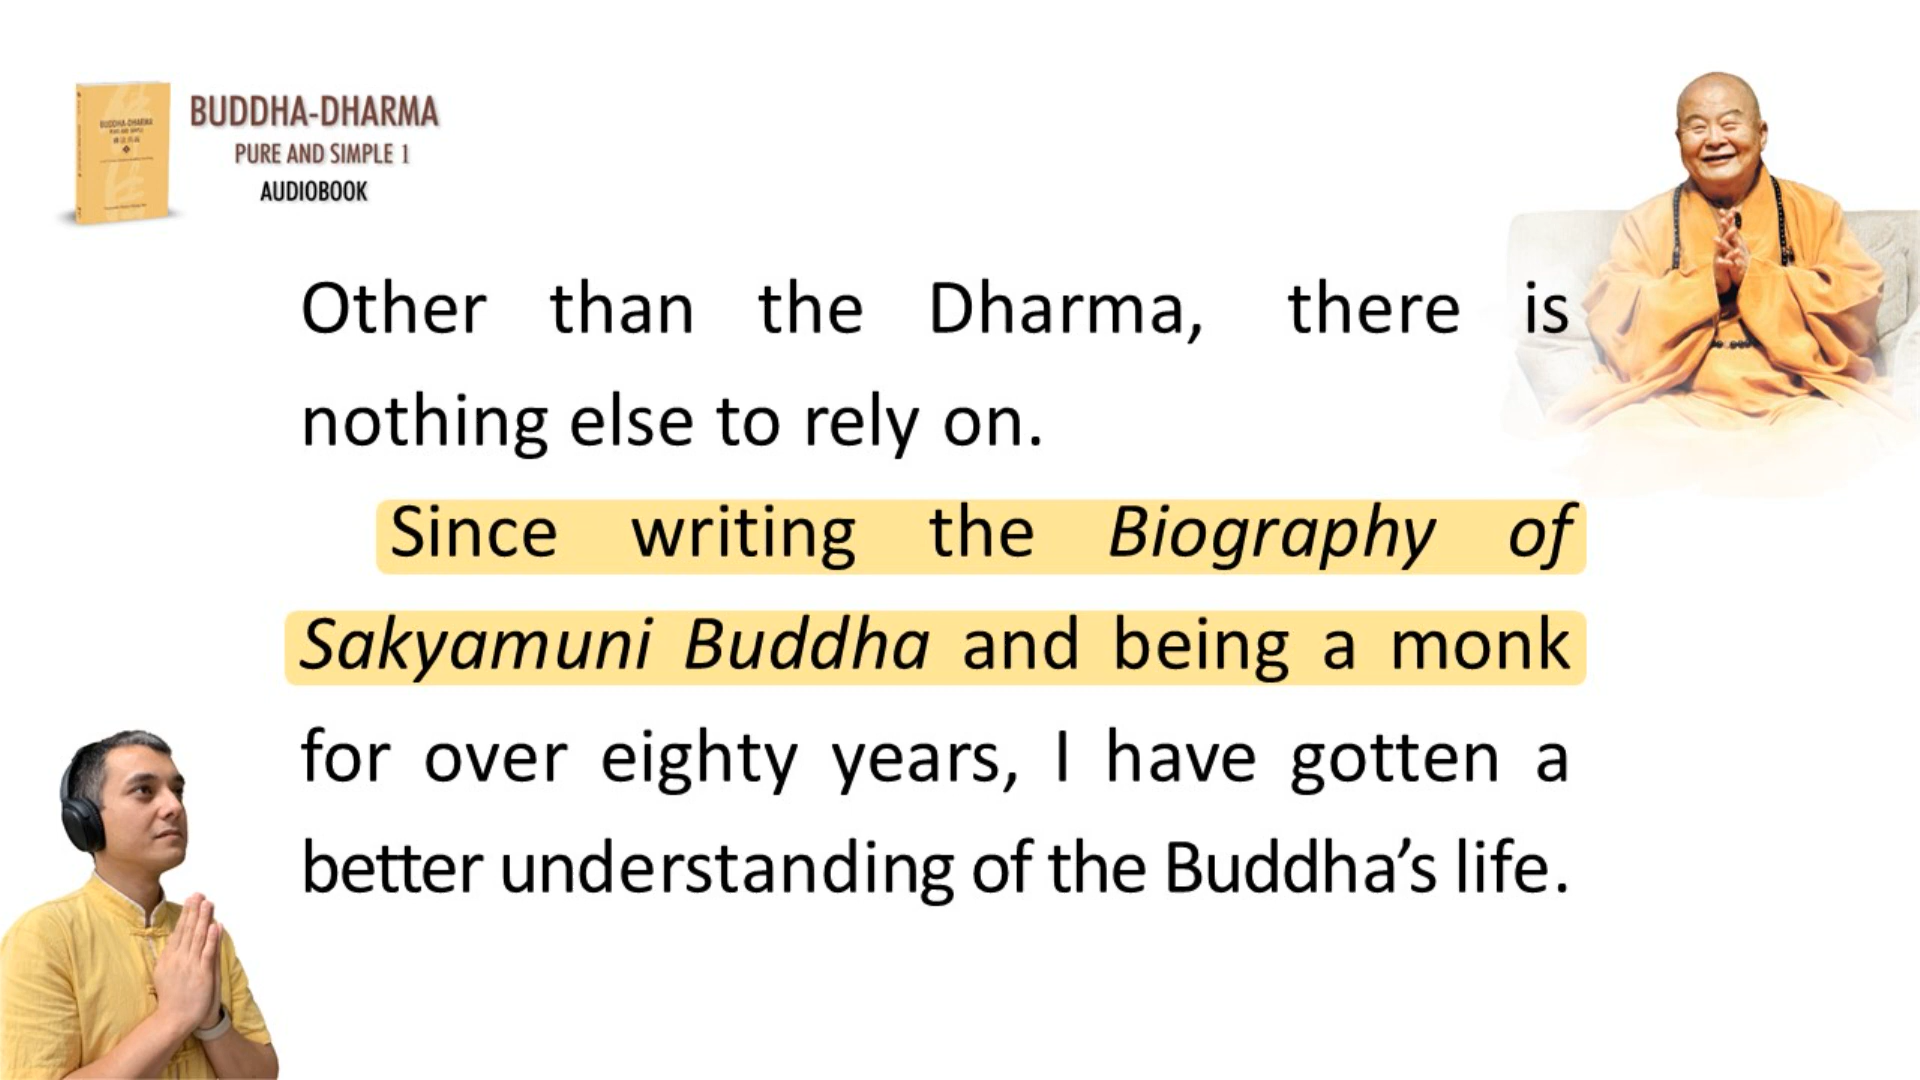 BUDDHA-DHARMA
PURE AND SIMPLE 1
AUDIOBOOK
BUDDHA-DHARMA
Other than the Dharma, there is
nothing else to rely on.
Since writing the Biography of
Sakyamuni Buddha and being a monk
for over eighty years, I have gotten a
better understanding of the Buddha’s life.